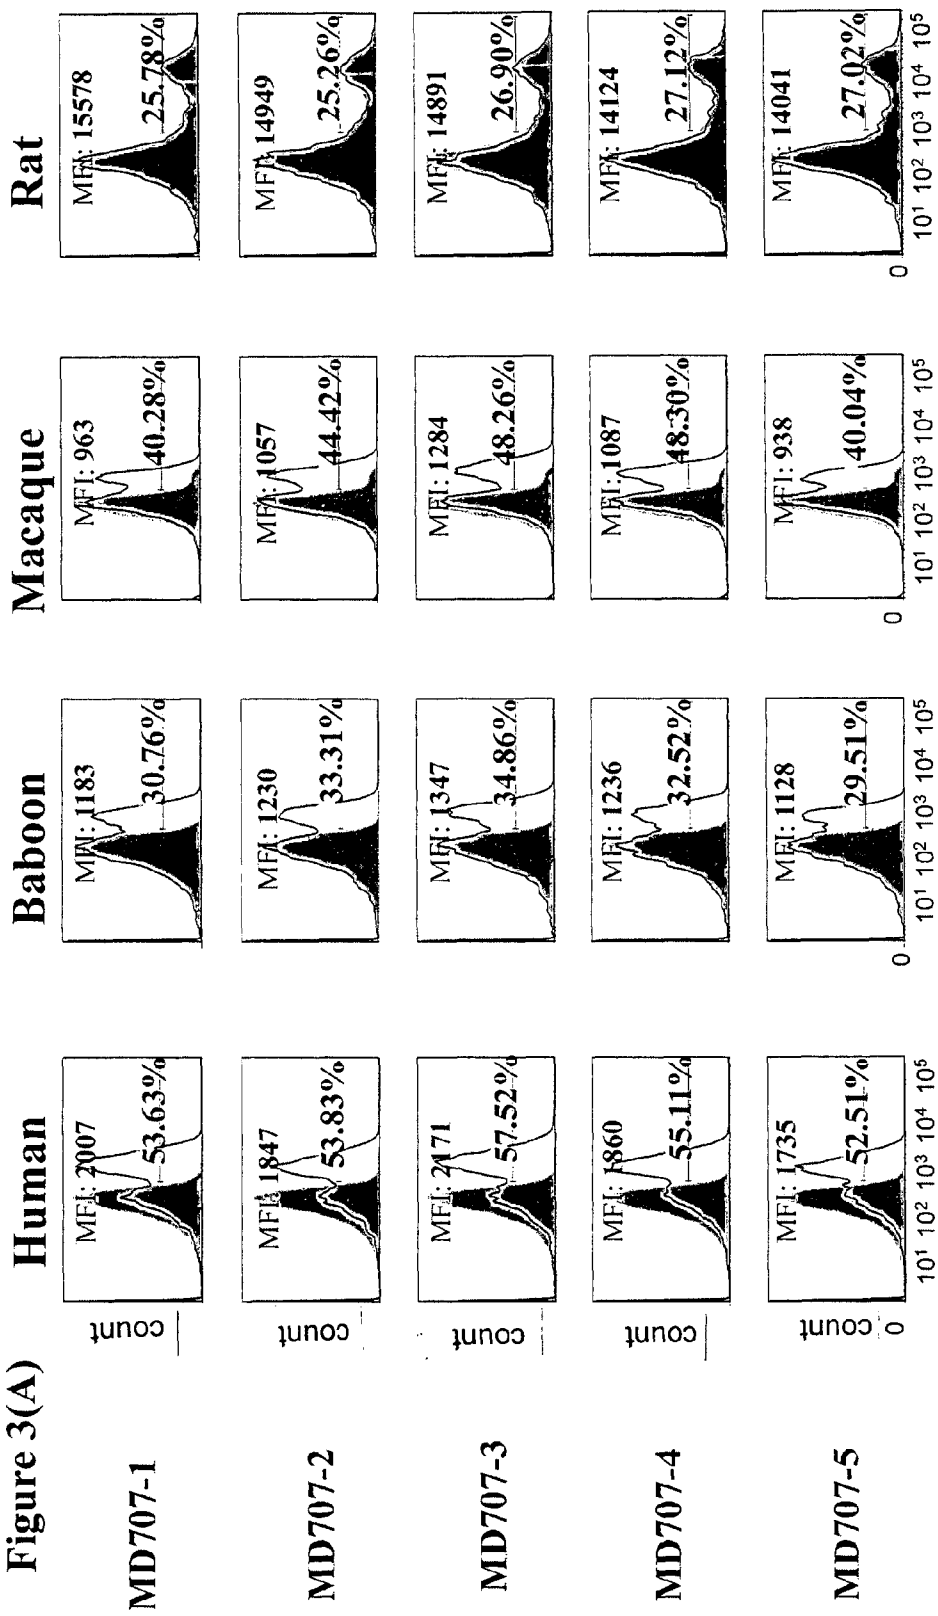 Figure 3(A)
Human Baboon Macaque Rat
MD707-1
count
MFI: 2007
53.63%
MFI: 1183
30.76%
MFI: 963
40.28%
MFI: 15578
25.78%
MD707-2
count
MFI: 1847
53.83%
MFI: 1230
33.31%
MFI: 1057
44.42%
MFI: 14949
25.26%
MD707-3
count
MFI: 2171
57.52%
MFI: 1347
34.86%
MFI: 1284
48.26%
MFI: 14891
26.90%
MD707-4
count
MFI: 1860
55.11%
MFI: 1236
32.52%
MFI: 1087
48.30%
MFI: 14124
27.12%
MD707-5
count
MFI: 1735
52.51%
MFI: 1128
29.51%
MFI: 938
40.04%
MFI: 14041
27.02%
0 10¹ 10² 10³ 10⁴ 10⁵
0 10¹ 10² 10³ 10⁴ 10⁵
0 10¹ 10² 10³ 10⁴ 10⁵
0 10¹ 10² 10³ 10⁴ 10⁵